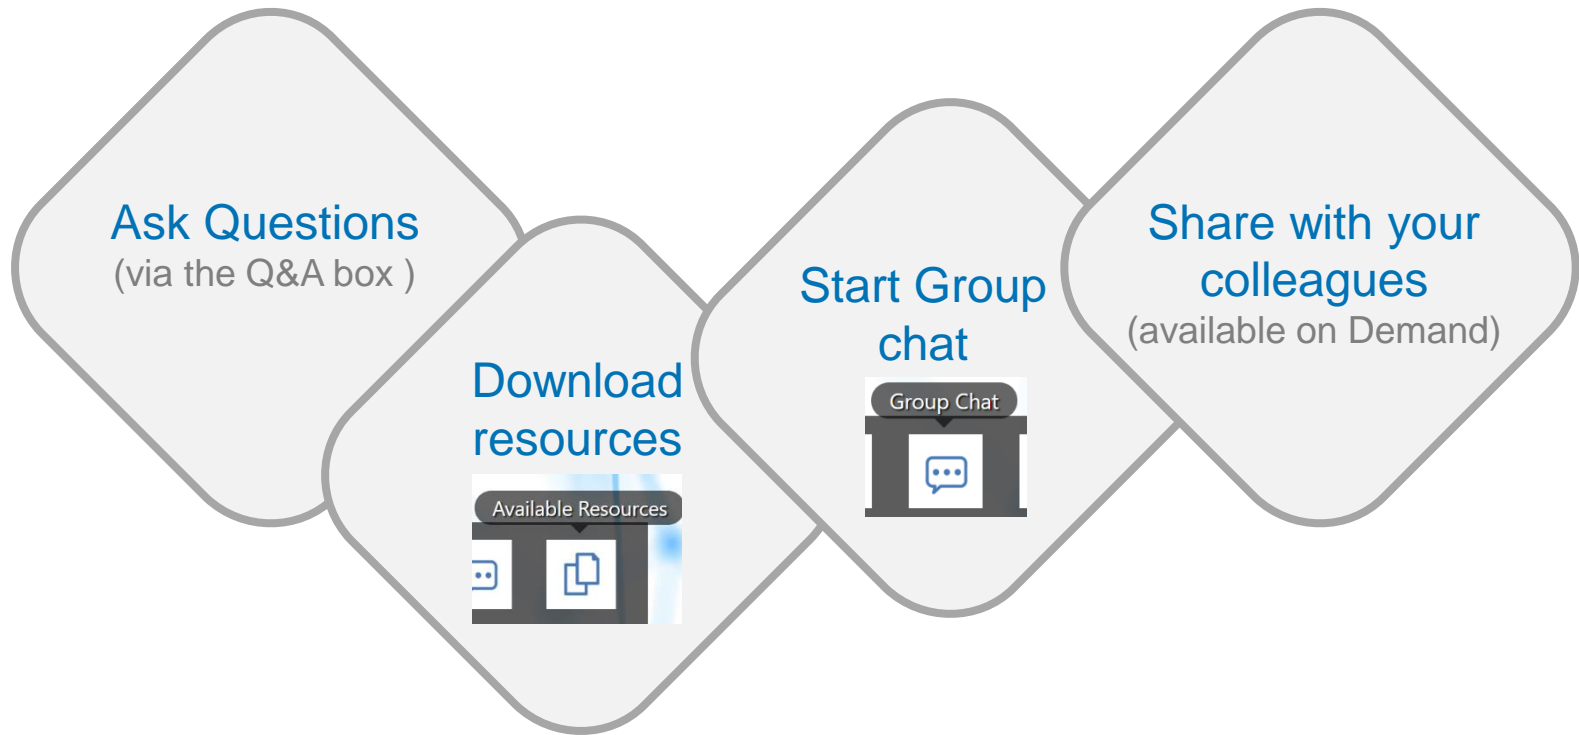 Ask Questions
(via the Q&A box )
Download
resources
Available Resources
Start Group
chat
Group Chat
Share with your
colleagues
(available on Demand)